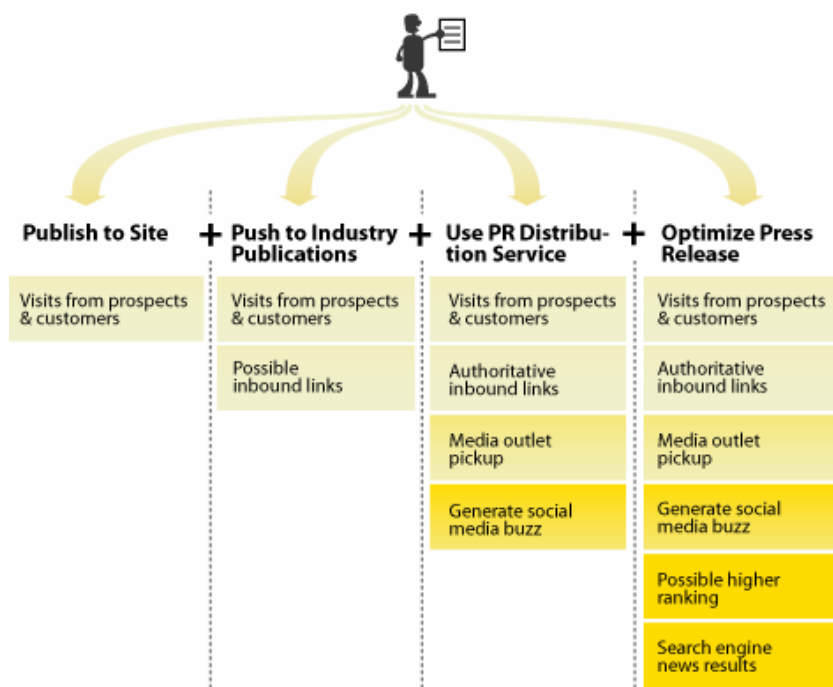 Publish to Site
+
Push to Industry
Publications
+
Use PR Distribu-
tion Service
+
Optimize Press
Release
Visits from prospects
& customers
Visits from prospects
& customers
Possible
inbound links
Visits from prospects
& customers
Authoritative
inbound links
Media outlet
pickup
Generate social
media buzz
Visits from prospects
& customers
Authoritative
inbound links
Media outlet
pickup
Generate social
media buzz
Possible higher
ranking
Search engine
news results